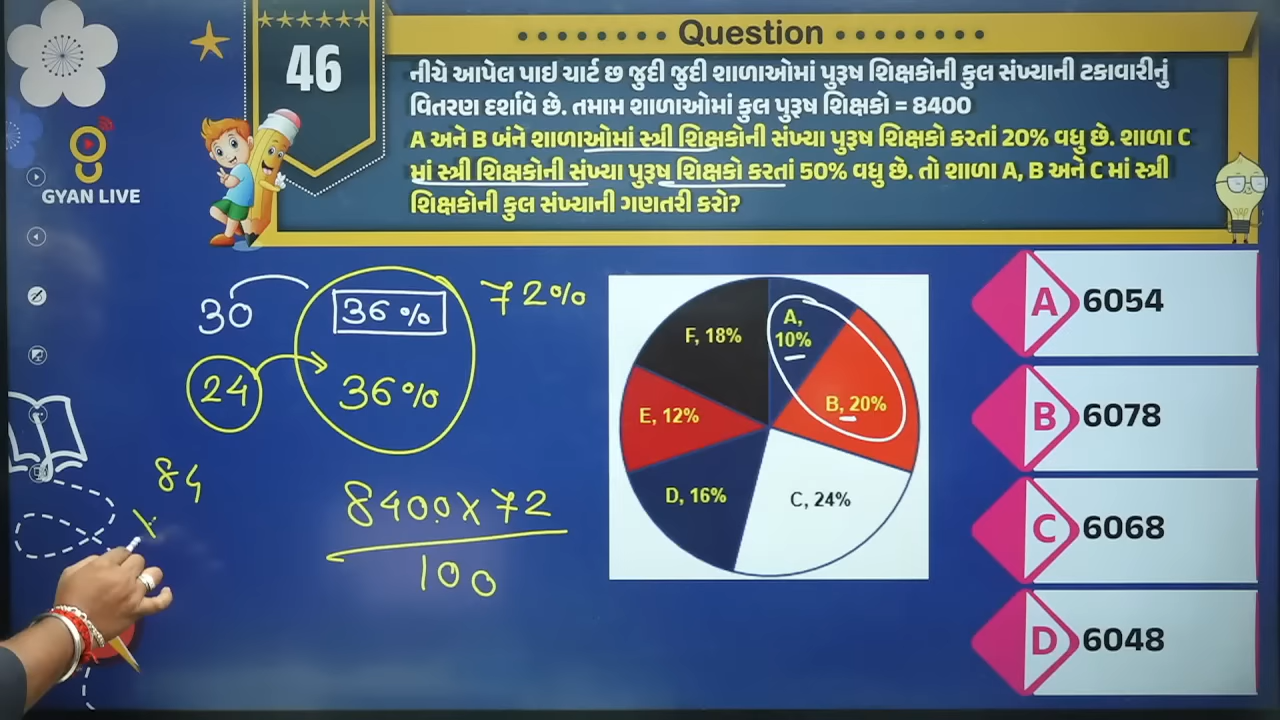 Question
46
નીચે આપેલ પાઇ ચાર્ટ છ જુદી જુદી શાળાઓમાં પુરૂષ શિક્ષકોની કુલ સંખ્યાની ટકાવારીનું
વિતરણ દર્શાવે છે. તમામ શાળાઓમાં કુલ પુરૂષ શિક્ષકો = 8400
A અને B બંને શાળાઓમાં સ્ત્રી શિક્ષકોની સંખ્યા પુરૂષ શિક્ષકો કરતાં 20% વધુ છે. શાળા C
માં સ્ત્રી શિક્ષકોની સંખ્યા પુરૂષ શિક્ષકો કરતાં 50% વધુ છે. તો શાળા A, B અને C માં સ્ત્રી
શિક્ષકોની કુલ સંખ્યાની ગણતરી કરો?
GYAN LIVE
30 36% 72%
24 36%
84
×
8400 × 72
100
A, 10%
B, 20%
C, 24%
D, 16%
E, 12%
F, 18%
A 6054
B 6078
C 6068
D 6048